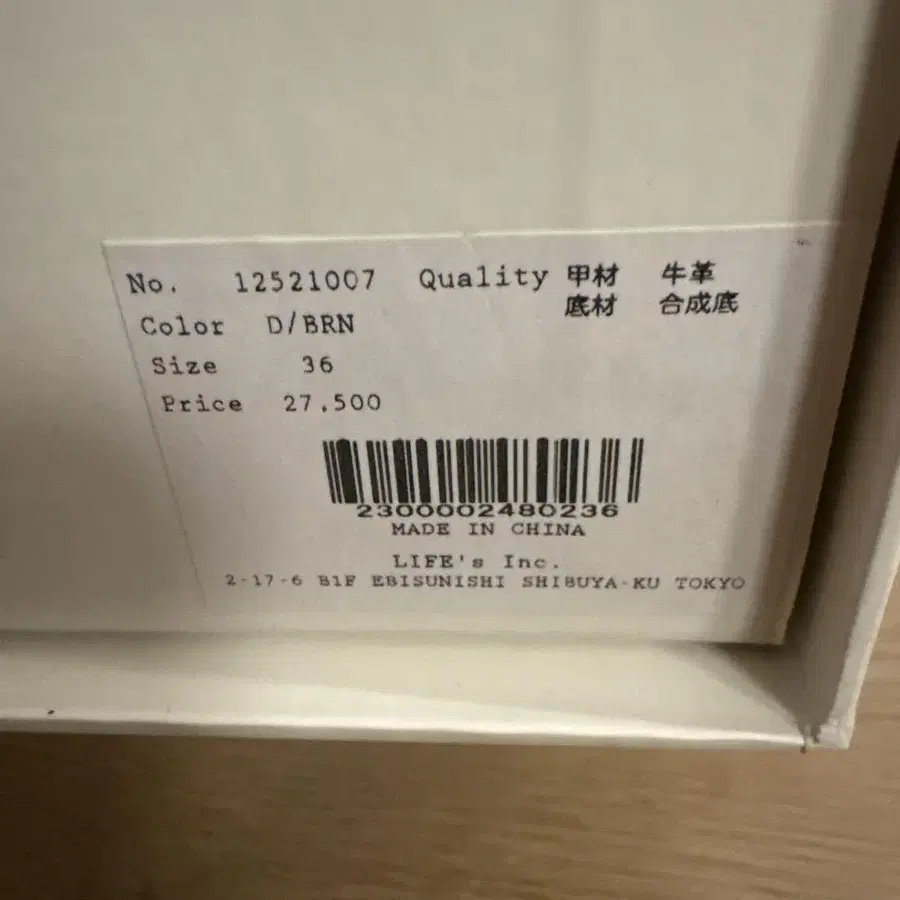 No. 12521007 Quality 甲材 牛革
底材 合成底
Color D/BRN
Size 36
Price 27,500
2300002480236
MADE IN CHINA
LIFE's Inc.
2-17-6 B1F EBISUNISHI SHIBUYA-KU TOKYO